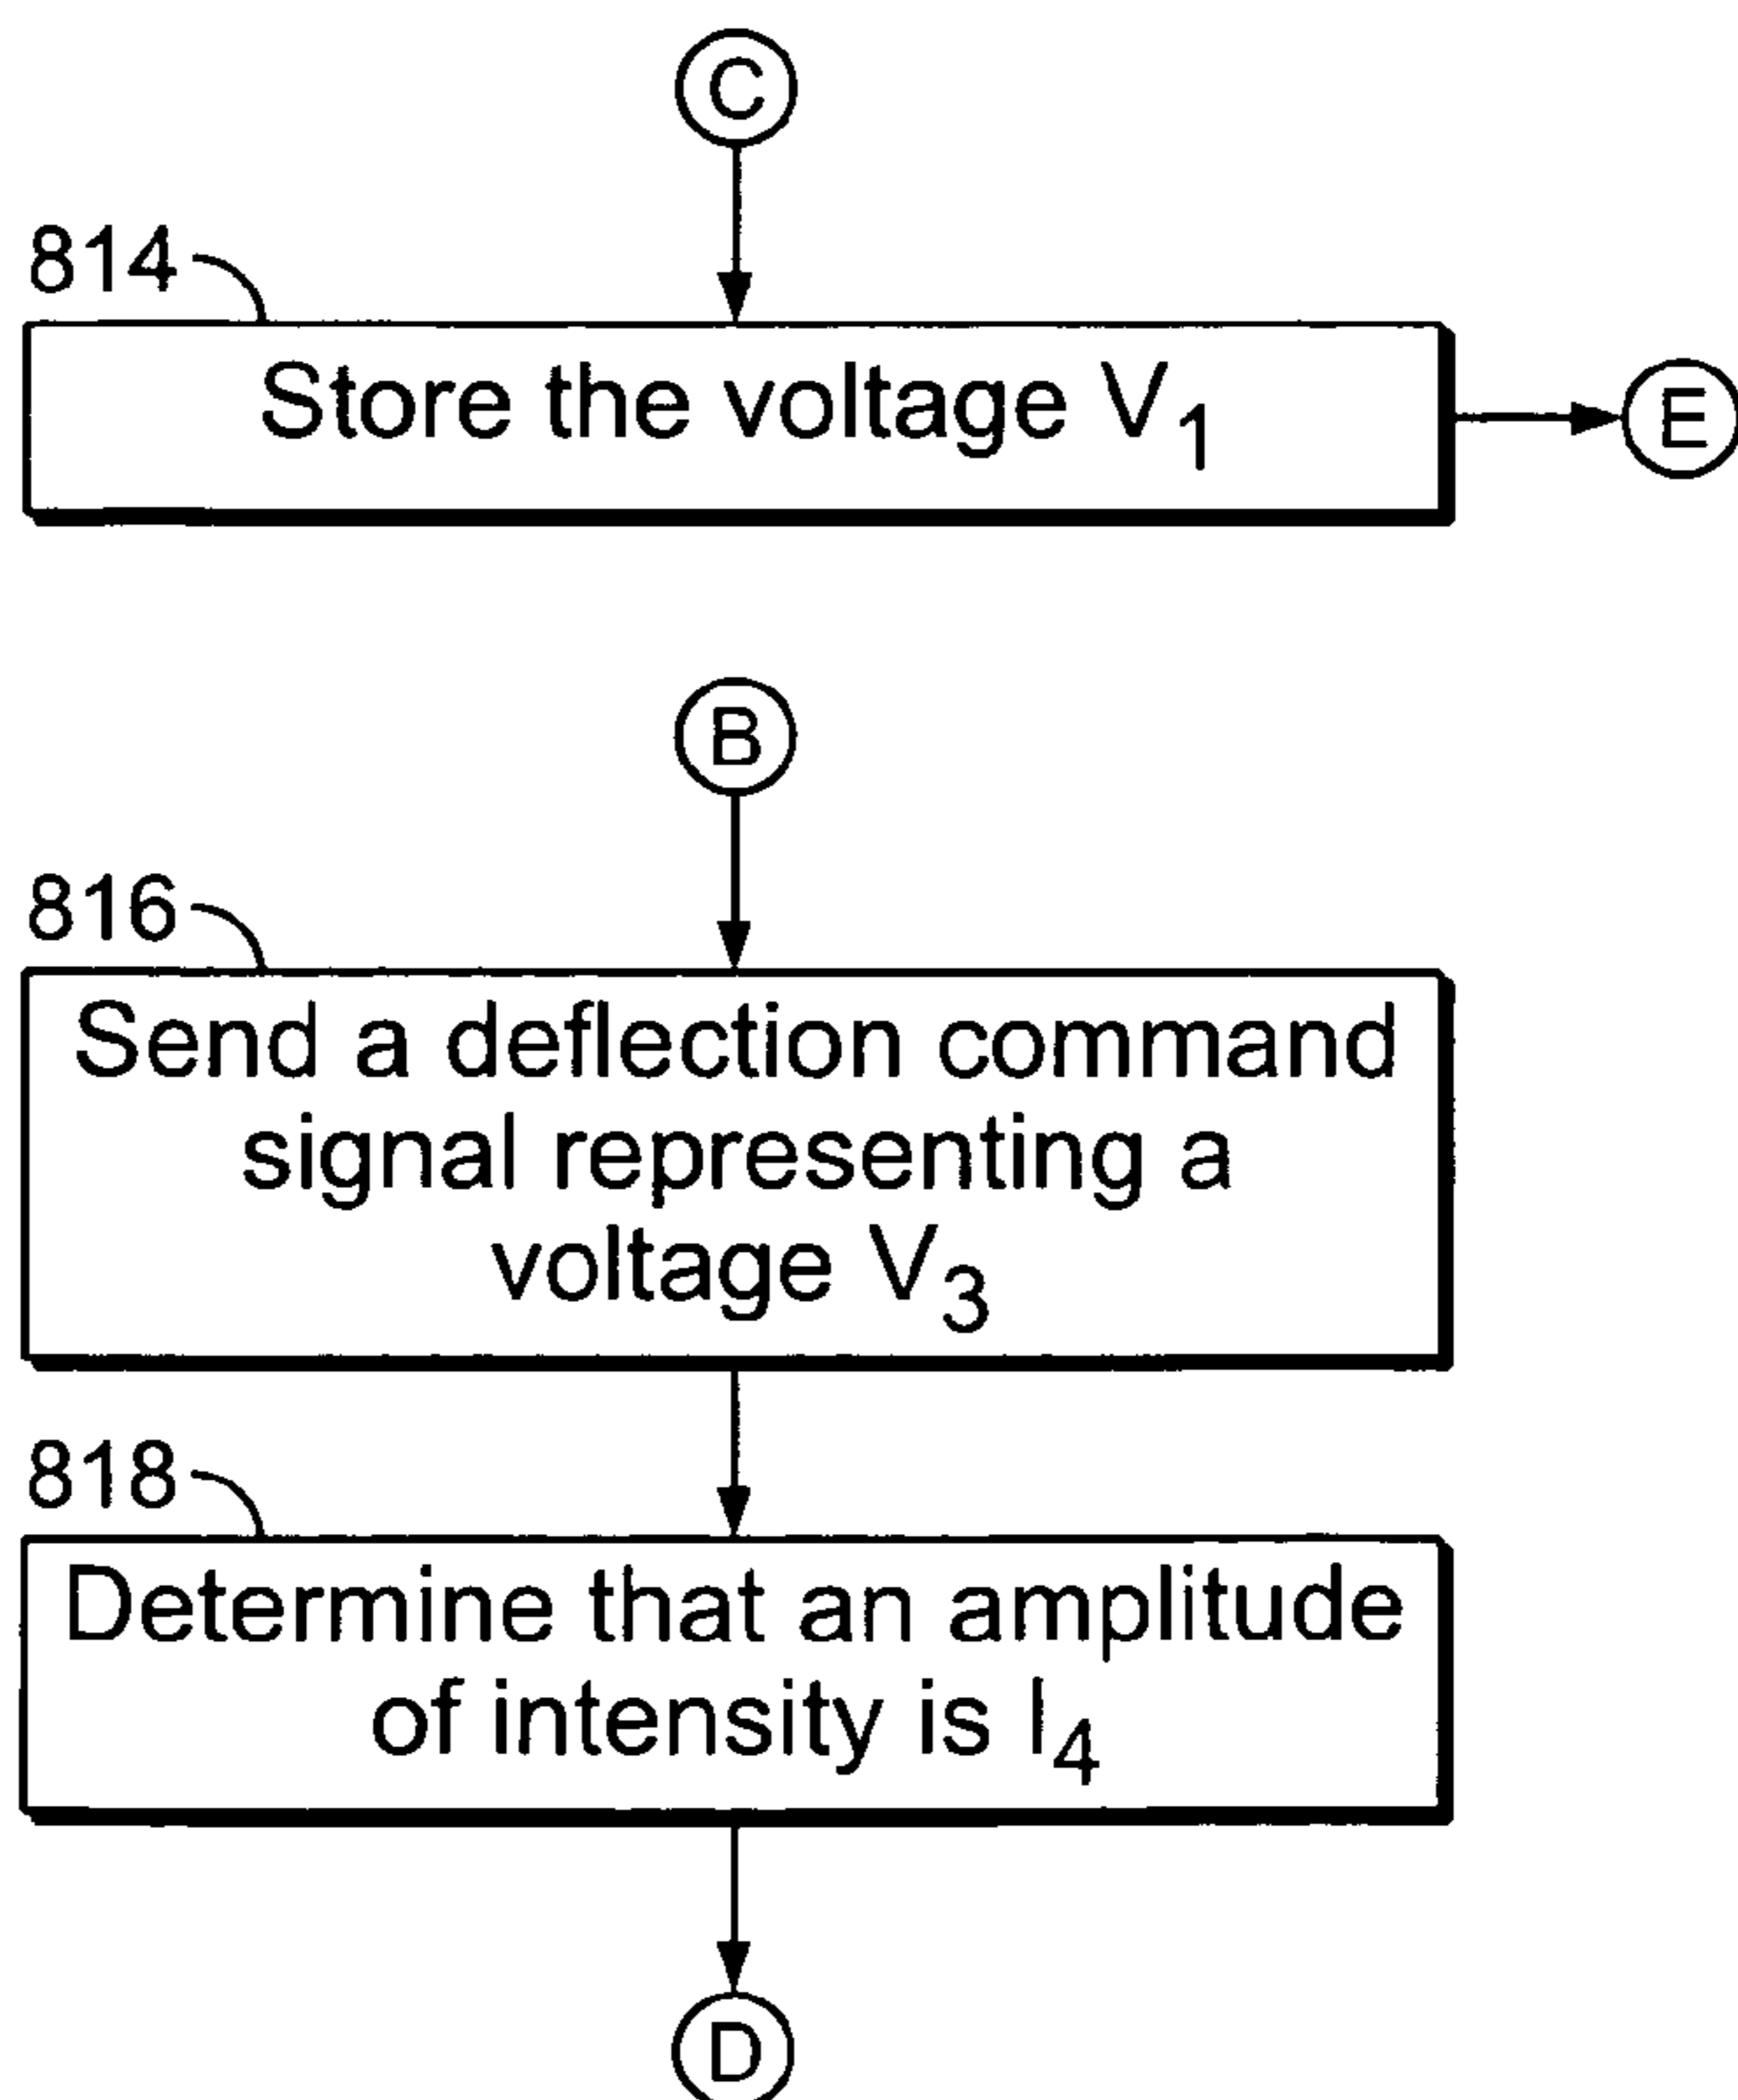 C
814
Store the voltage V₁
E
B
816
Send a deflection command
signal representing a
voltage V₃
818
Determine that an amplitude
of intensity is I₄
D